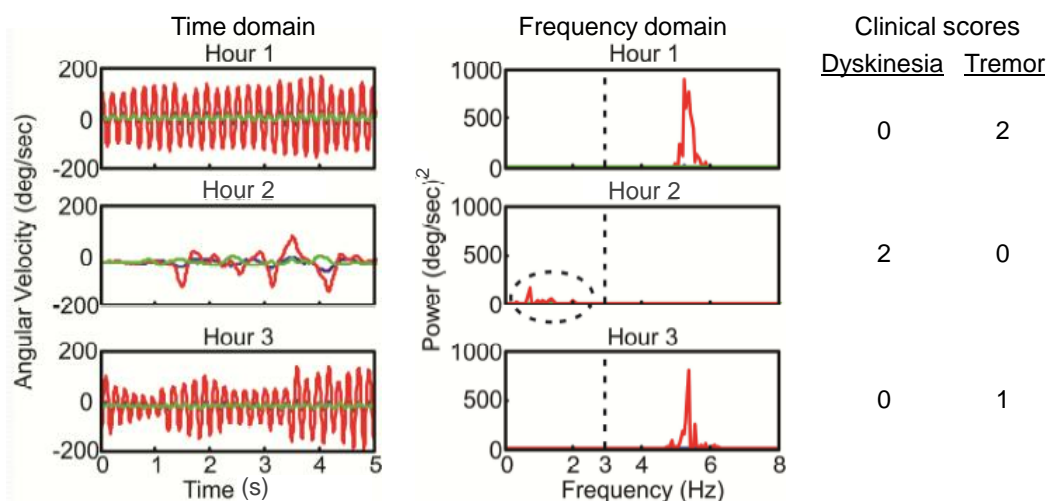 Time domain Frequency domain Clinical scores
Hour 1 Hour 1 Dyskinesia Tremor
200 1000
0 500 0 2
-200 0
Hour 2 Hour 2
200 1000
0 500 2 0
-200 0
Hour 3 Hour 3
200 1000
0 500 0 1
-200 0
0 1 2 3 4 5 0 2 3 4 6 8
Time (s) Frequency (Hz)
Angular Velocity (deg/sec)
Power (deg/sec)²